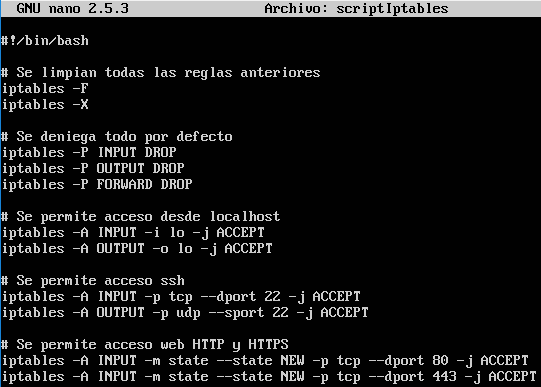 GNU nano 2.5.3 Archivo: scriptIptables
#!/bin/bash
# Se limpian todas las reglas anteriores
iptables -F
iptables -X
# Se deniega todo por defecto
iptables -P INPUT DROP
iptables -P OUTPUT DROP
iptables -P FORWARD DROP
# Se permite acceso desde localhost
iptables -A INPUT -i lo -j ACCEPT
iptables -A OUTPUT -o lo -j ACCEPT
# Se permite acceso ssh
iptables -A INPUT -p tcp --dport 22 -j ACCEPT
iptables -A OUTPUT -p udp --sport 22 -j ACCEPT
# Se permite acceso web HTTP y HTTPS
iptables -A INPUT -m state --state NEW -p tcp --dport 80 -j ACCEPT
iptables -A INPUT -m state --state NEW -p tcp --dport 443 -j ACCEPT